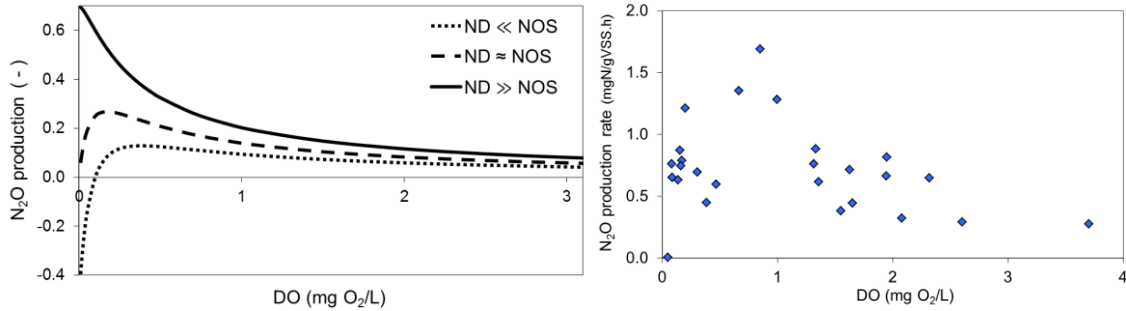 N₂O production ( - )
0.6
0.4
0.2
0.0
-0.2
-0.4
0
1
2
3
DO (mg O₂/L)
ND ≪ NOS
ND ≈ NOS
ND ≫ NOS
N₂O production rate (mgN/gVSS.h)
2.0
1.5
1.0
0.5
0.0
0
1
2
3
4
DO (mg O₂/L)